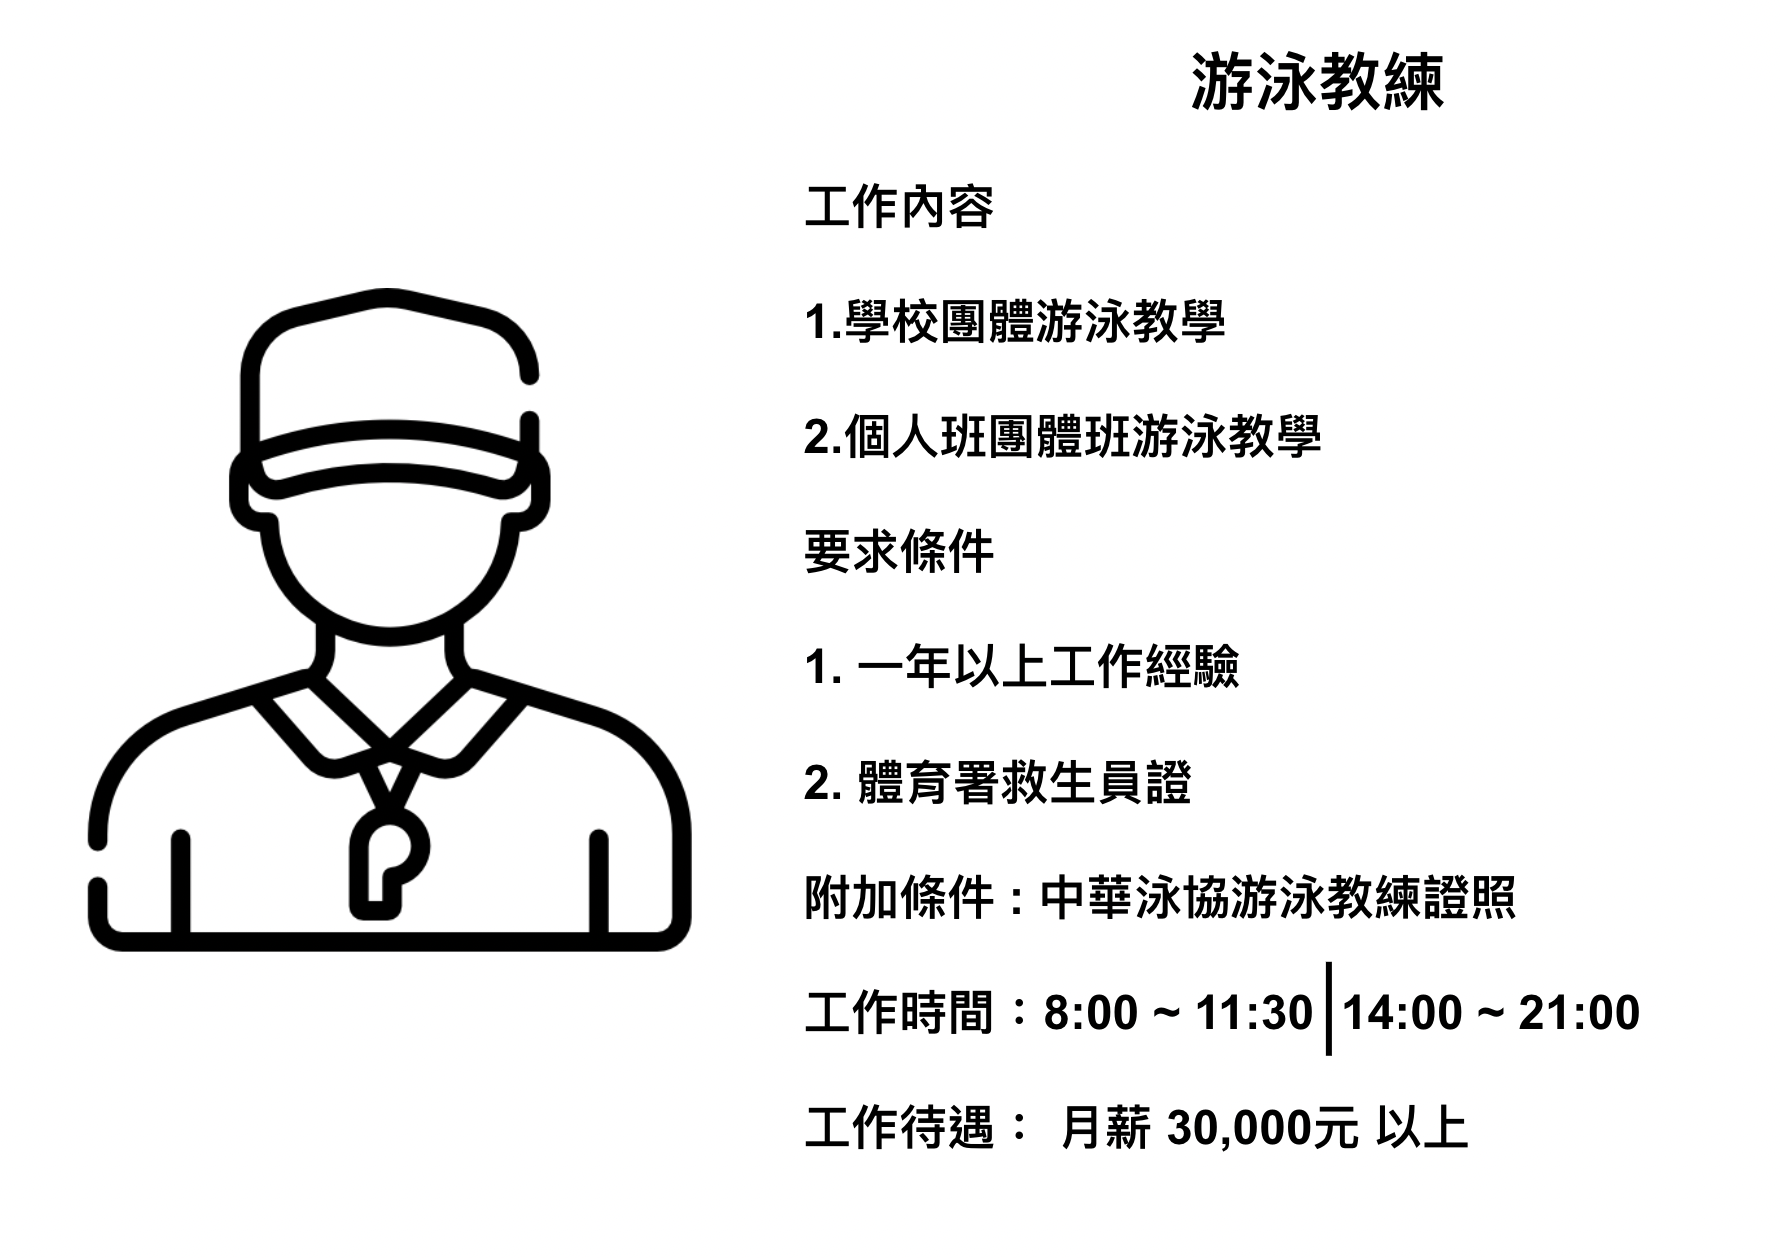 游泳教練
工作內容
1.學校團體游泳教學
2.個人班團體班游泳教學
要求條件
1. 一年以上工作經驗
2. 體育署救生員證
附加條件 : 中華泳協游泳教練證照
工作時間：8:00 ~ 11:30│14:00 ~ 21:00
工作待遇： 月薪 30,000元 以上